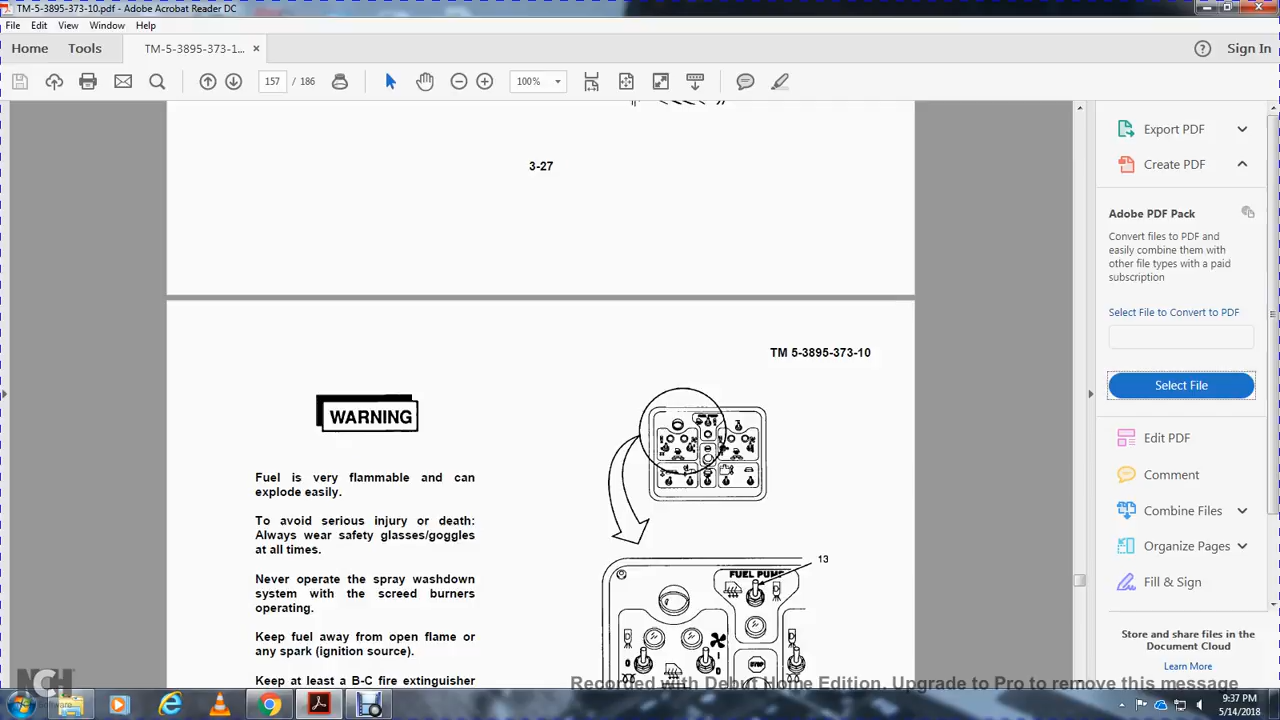 TM-5-3895-373-10.pdf - Adobe Acrobat Reader DC
File Edit View Window Help
Home Tools TM-5-3895-373-1... × Sign In
157 / 186 100%
3-27
TM 5-3895-373-10
WARNING
Fuel is very flammable and can
explode easily.
To avoid serious injury or death:
Always wear safety glasses/goggles
at all times.
Never operate the spray washdown
system with the screed burners
operating.
Keep fuel away from open flame or
any spark (ignition source).
Keep at least a B-C fire extinguisher
13
FUEL PUMP
STOP
Export PDF
Create PDF
Adobe PDF Pack
Convert files to PDF and
easily combine them with
other file types with a paid
subscription
Select File to Convert to PDF
Select File
Edit PDF
Comment
Combine Files
Organize Pages
Fill & Sign
Store and share files in the
Document Cloud
Learn More
NCH
Software
Recorded with Debut Home Edition. Upgrade to Pro to remove this message
9:37 PM
5/14/2018